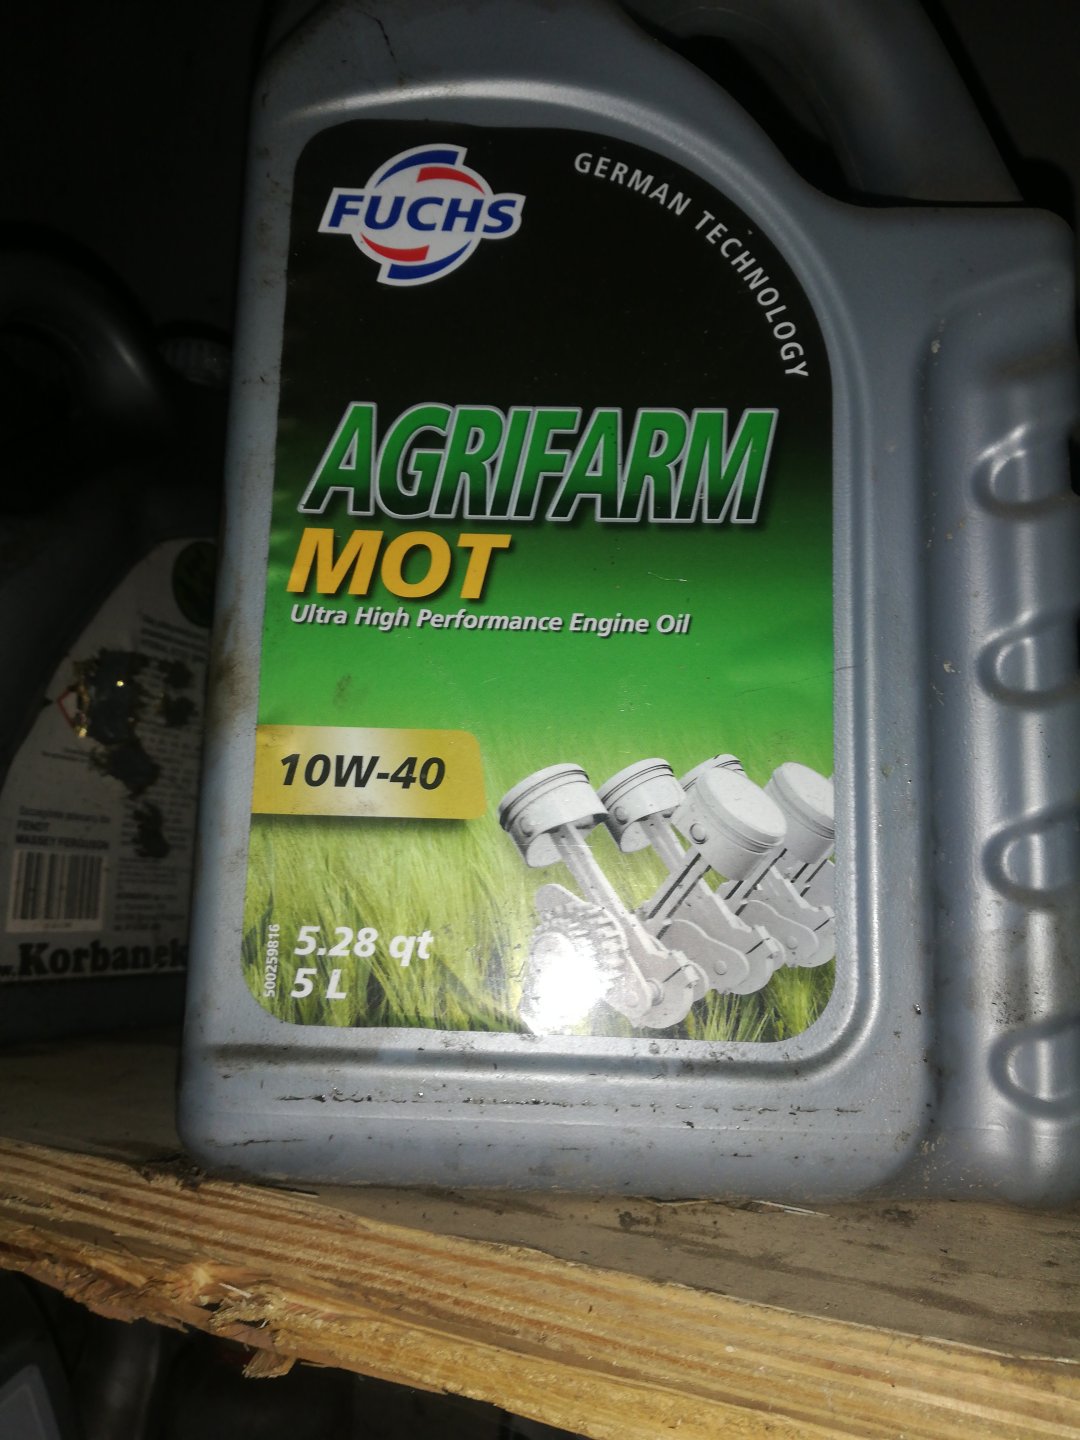 FUCHS
GERMAN TECHNOLOGY
AGRIFARM
MOT
Ultra High Performance Engine Oil
10W-40
5.28 qt
5 L
500259816
FENDT
MASSEY FERGUSON
Korbanek